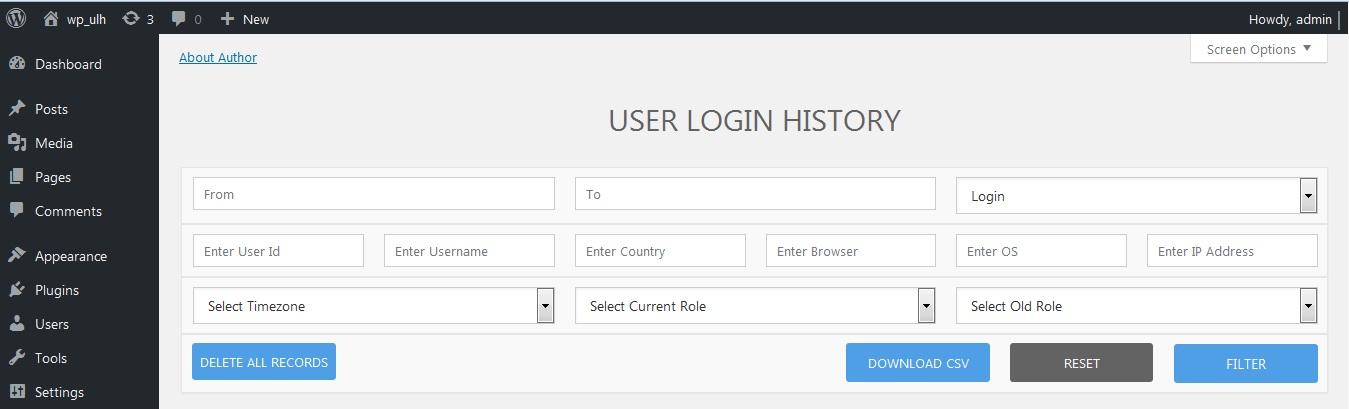 wp_ulh 3 0 New Howdy, admin
Dashboard
Posts
Media
Pages
Comments
Appearance
Plugins
Users
Tools
Settings
About Author Screen Options
USER LOGIN HISTORY
From To Login
Enter User Id Enter Username Enter Country Enter Browser Enter OS Enter IP Address
Select Timezone Select Current Role Select Old Role
DELETE ALL RECORDS DOWNLOAD CSV RESET FILTER